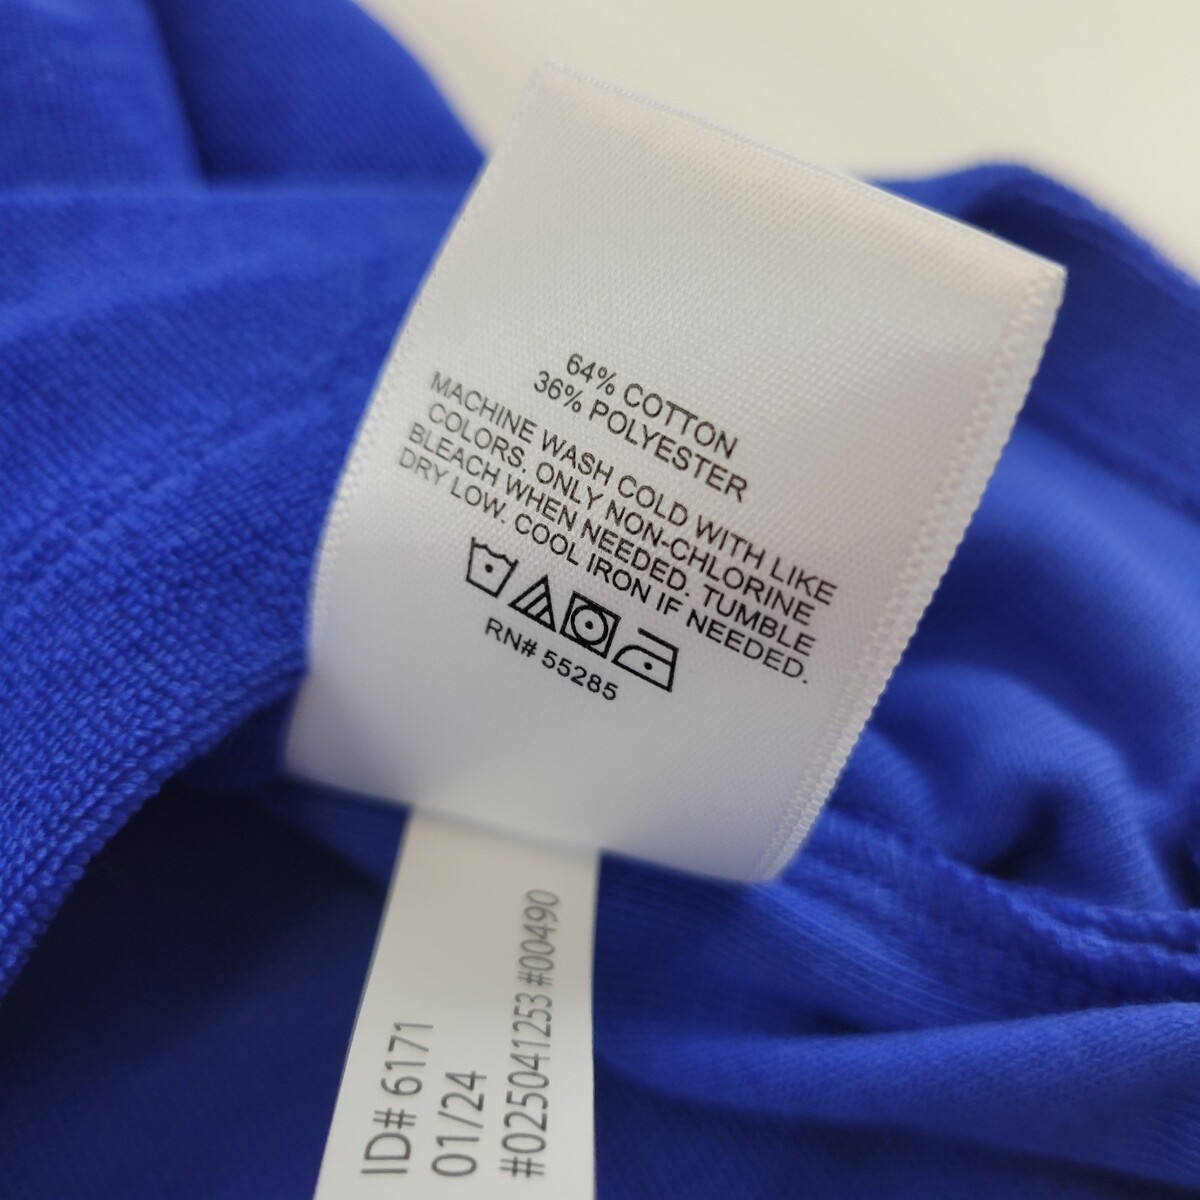 64% COTTON
36% POLYESTER
MACHINE WASH COLD WITH LIKE
COLORS. ONLY NON-CHLORINE
BLEACH WHEN NEEDED. TUMBLE
DRY LOW. COOL IRON IF NEEDED.
RN# 55285
ID# 6171
01/24
#025041253 #00490